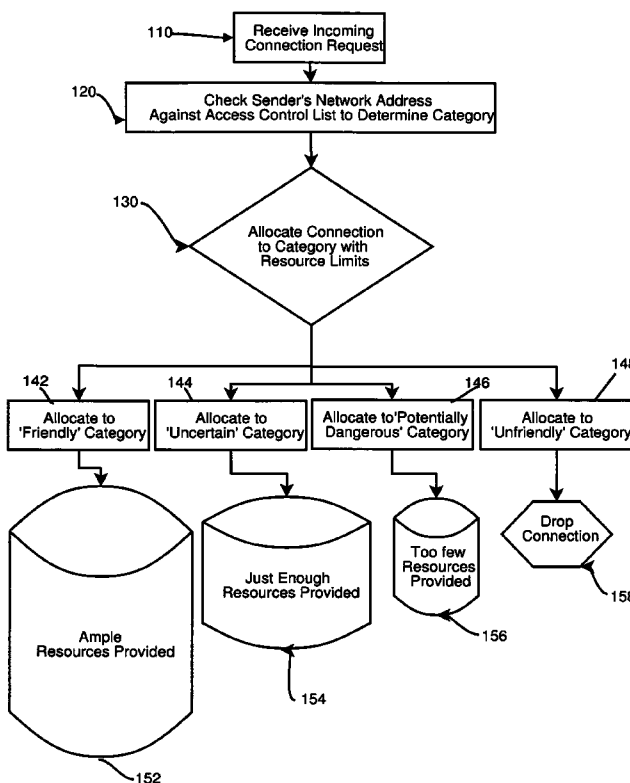 110
Receive Incoming
Connection Request
120
Check Sender's Network Address
Against Access Control List to Determine Category
130
Allocate Connection
to Category with
Resource Limits
142
144
146
148
Allocate to
'Friendly' Category
Allocate to
'Uncertain' Category
Allocate to'Potentially
Dangerous' Category
Allocate to
'Unfriendly' Category
Ample
Resources Provided
Just Enough
Resources Provided
Too few
Resources
Provided
Drop
Connection
152
154
156
158